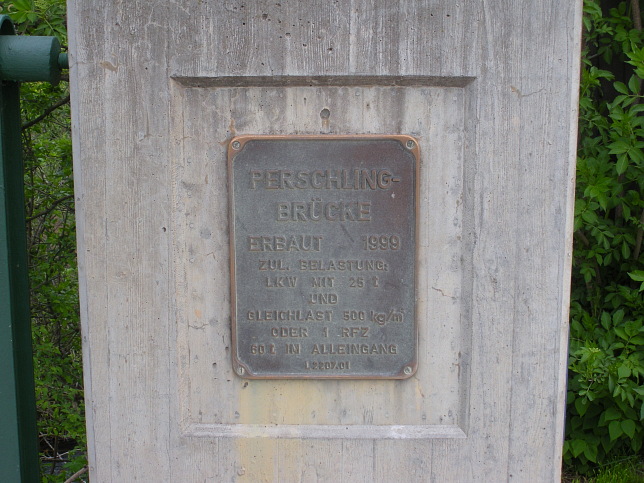 PERSCHLING-
BRÜCKE
ERBAUT 1999
ZUL. BELASTUNG:
LKW MIT 25 t
UND
GLEICHLAST 500 kg/m²
ODER 1 RFZ
60 t IM ALLEINGANG